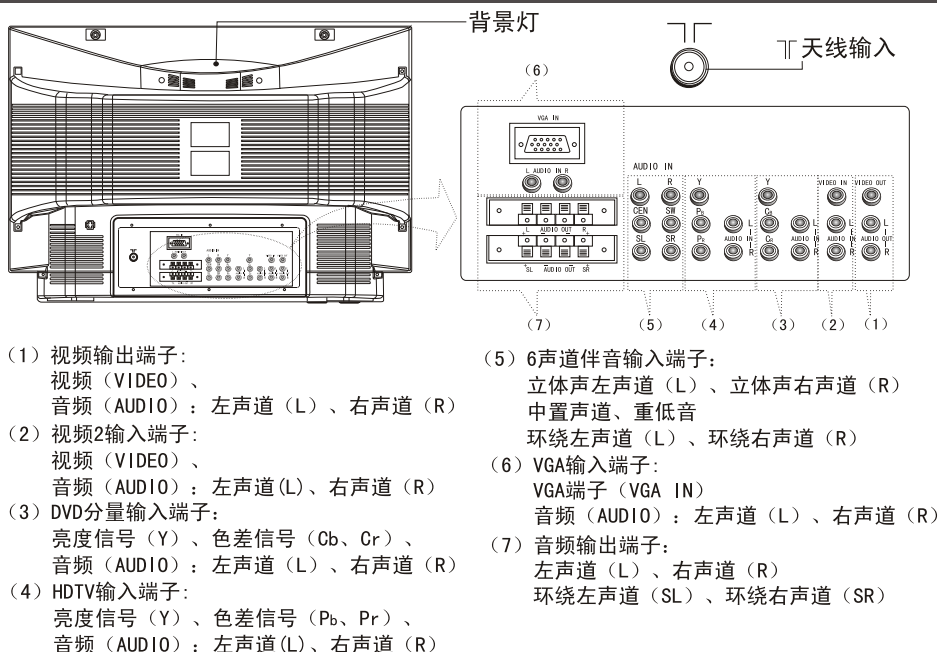 背景灯
天线输入
(6)
VGA IN
L AUDIO IN R
AUDIO IN
L R Y Y VIDEO IN VIDEO OUT
CEN SW PB CB
L AUDIO OUT R
SL SR PR AUDIO IN L R CR AUDIO IN L R AUDIO IN L R AUDIO OUT L R
SL AUDIO OUT SR
(7) (5) (4) (3) (2) (1)
(1) 视频输出端子:
视频(VIDEO)、
音频(AUDIO):左声道(L)、右声道(R)
(2) 视频2输入端子:
视频(VIDEO)、
音频(AUDIO):左声道(L)、右声道(R)
(3) DVD分量输入端子:
亮度信号(Y)、色差信号(Cb、Cr)、
音频(AUDIO):左声道(L)、右声道(R)
(4) HDTV输入端子:
亮度信号(Y)、色差信号(Pb、Pr)、
音频(AUDIO):左声道(L)、右声道(R)
(5) 6声道伴音输入端子:
立体声左声道(L)、立体声右声道(R)
中置声道、重低音
环绕左声道(L)、环绕右声道(R)
(6) VGA输入端子:
VGA端子(VGA IN)
音频(AUDIO):左声道(L)、右声道(R)
(7) 音频输出端子:
左声道(L)、右声道(R)
环绕左声道(SL)、环绕右声道(SR)